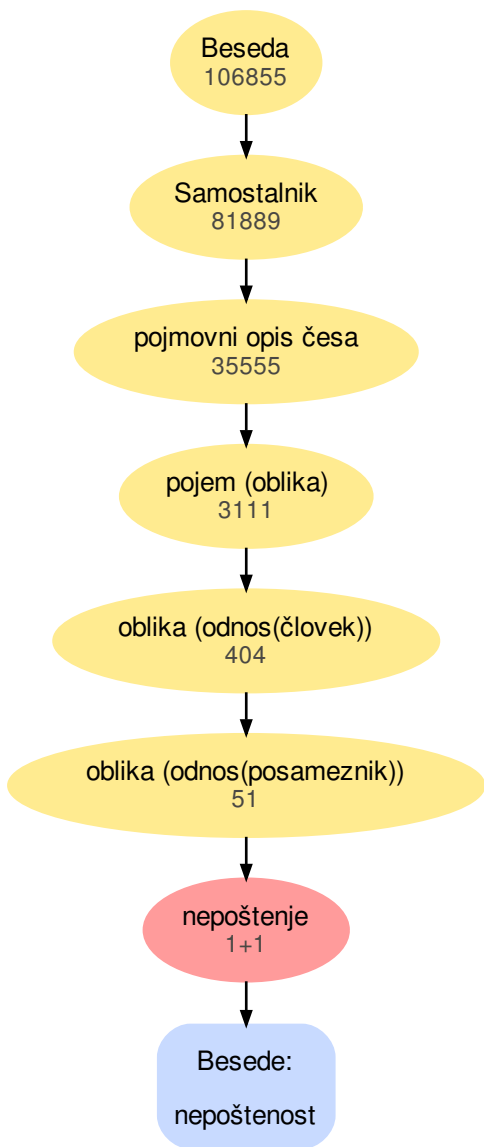 Beseda
106855
Samostalnik
81889
pojmovni opis česa
35555
pojem (oblika)
3111
oblika (odnos(človek))
404
oblika (odnos(posameznik))
51
nepoštenje
1+1
Besede:
nepoštenost